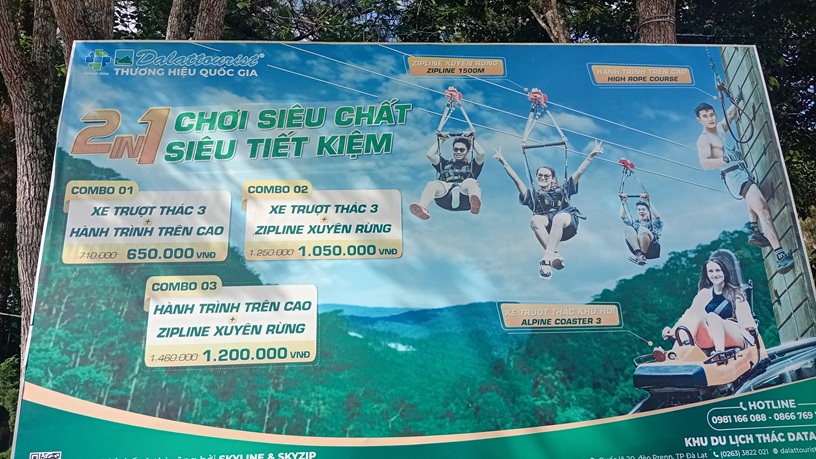 Dalattourist®
THƯƠNG HIỆU QUỐC GIA
2IN1 CHƠI SIÊU CHẤT
SIÊU TIẾT KIỆM
COMBO 01
XE TRƯỢT THÁC 3
+
HÀNH TRÌNH TRÊN CAO
710.000 650.000 VNĐ
COMBO 02
XE TRƯỢT THÁC 3
+
ZIPLINE XUYÊN RỪNG
1.250.000 1.050.000 VNĐ
COMBO 03
HÀNH TRÌNH TRÊN CAO
+
ZIPLINE XUYÊN RỪNG
1.460.000 1.200.000 VNĐ
ZIPLINE XUYÊN RỪNG
ZIPLINE 1500M
HÀNH TRÌNH TRÊN CAO
HIGH ROPE COURSE
XE TRƯỢT THÁC KHỨ HỒI
ALPINE COASTER 3
HOTLINE
0981 166 088 - 0866 769
KHU DU LỊCH THÁC DATA
Quốc lộ 20, đèo Prenn, TP Đà Lạt
(0263) 3822 021 dalattourist
bởi SKYLINE & SKYZIP